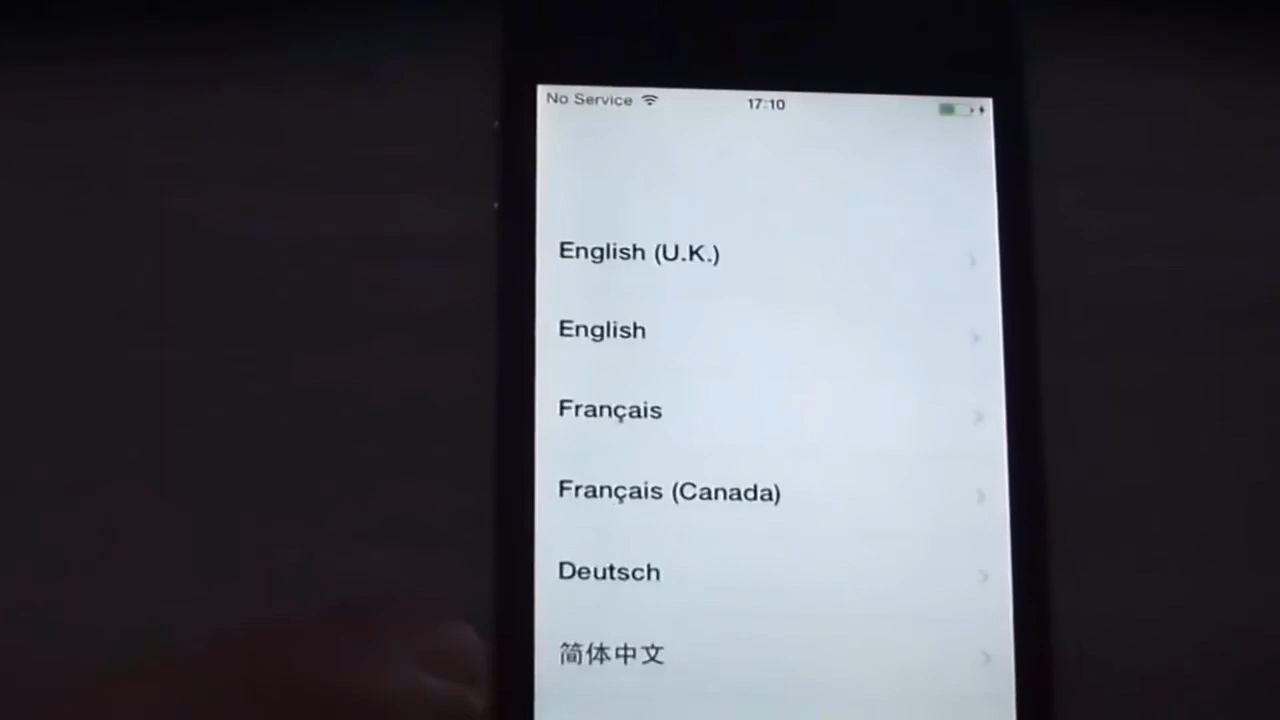 No Service 17:10
English (U.K.)
English
Français
Français (Canada)
Deutsch
简体中文